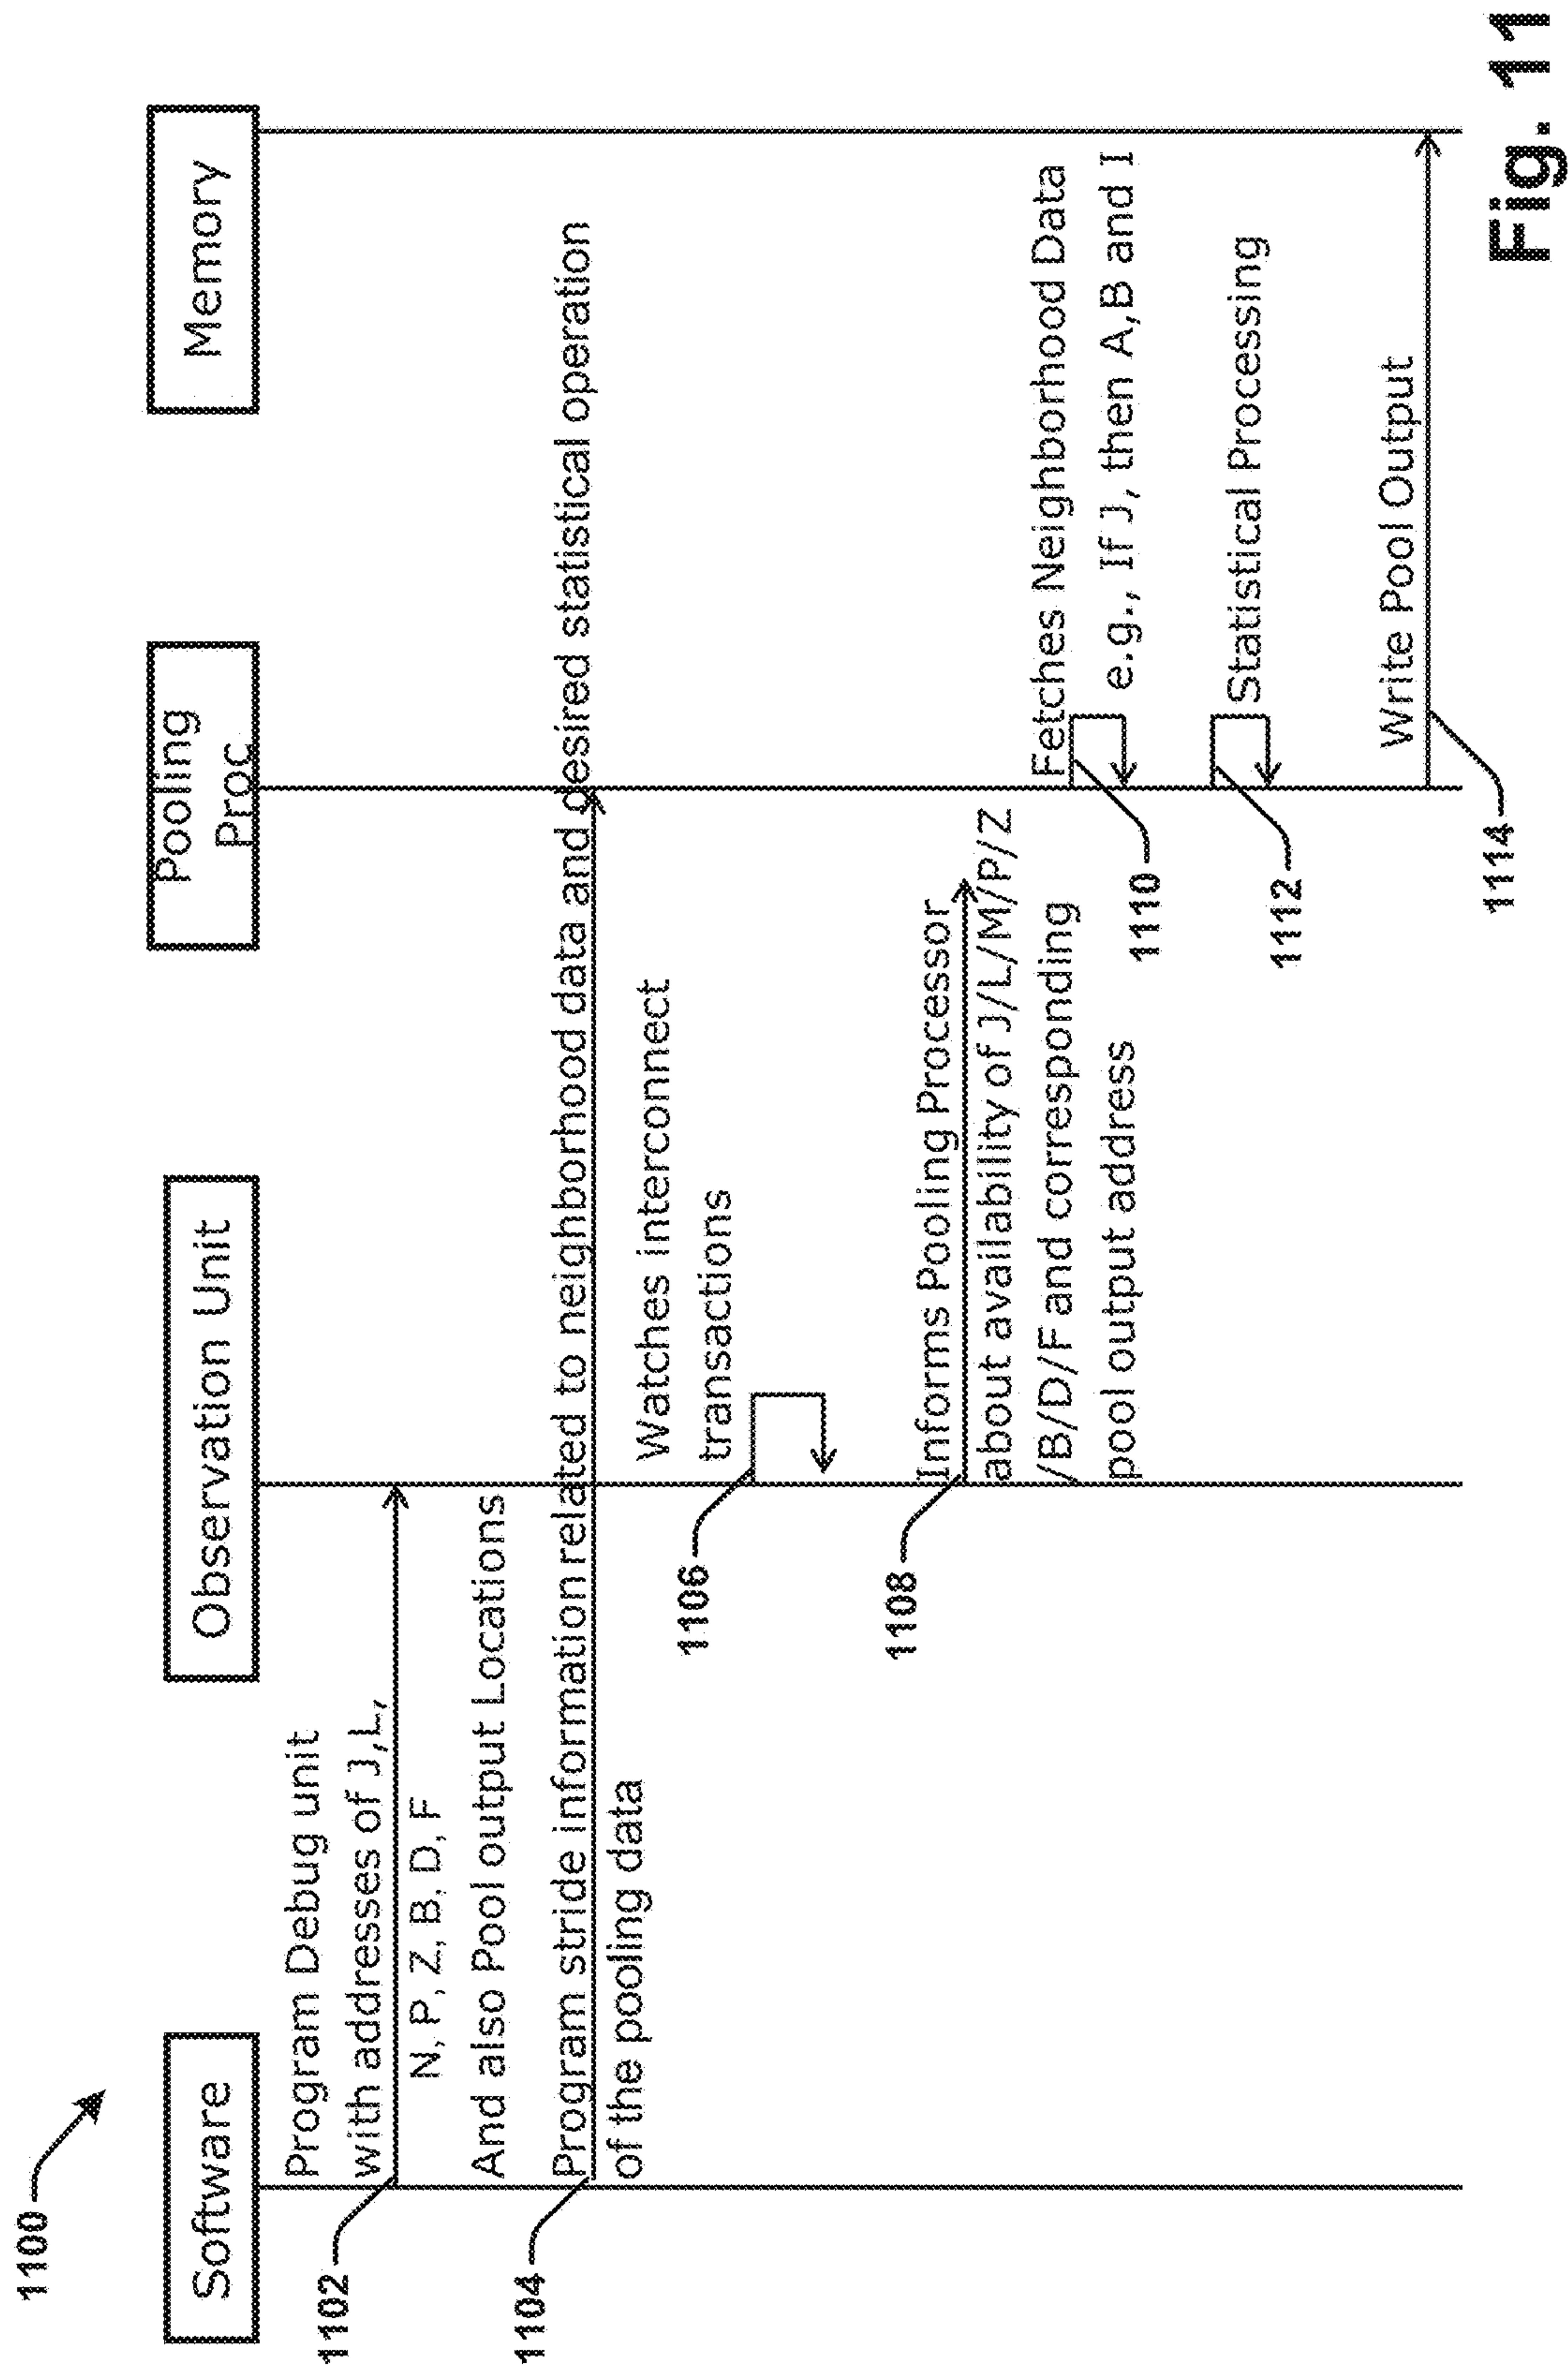 1100
Software
Observation Unit
Pooling
Proc
Memory
Program Debug unit
with addresses of J,L,
1102
N, P, Z, B, D, F
And also Pool output Locations
Program stride information related to neighborhood data and desired statistical operation
1104
of the pooling data
Watches interconnect
transactions
1106
Informs Pooling Processor
1108
about availability of J/L/M/P/Z
/B/D/F and corresponding
pool output address
Fetches Neighborhood Data
e.g., If J, then A,B and I
1110
Statistical Processing
1112
Write Pool Output
1114
Fig. 11